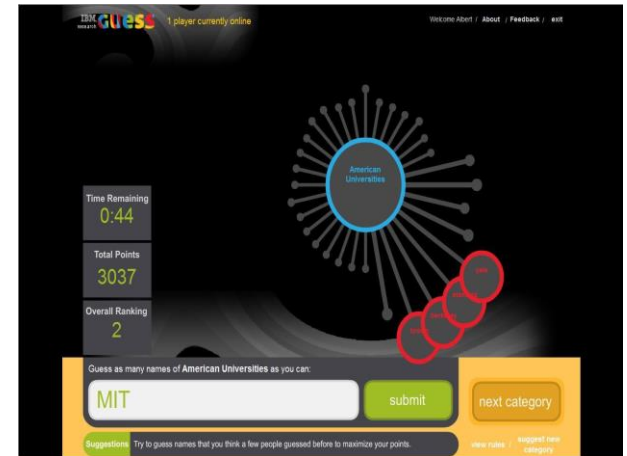 IBM GUESS 1 player currently online
research
Welcome Albert / About / Feedback / exit
American
Universities
Time Remaining
0:44
Total Points
3037
Overall Ranking
2
yale
Guess as many names of American Universities as you can:
MIT
submit
next category
Suggestions Try to guess names that you think a few people guessed before to maximize your points.
view rules / suggest new
category